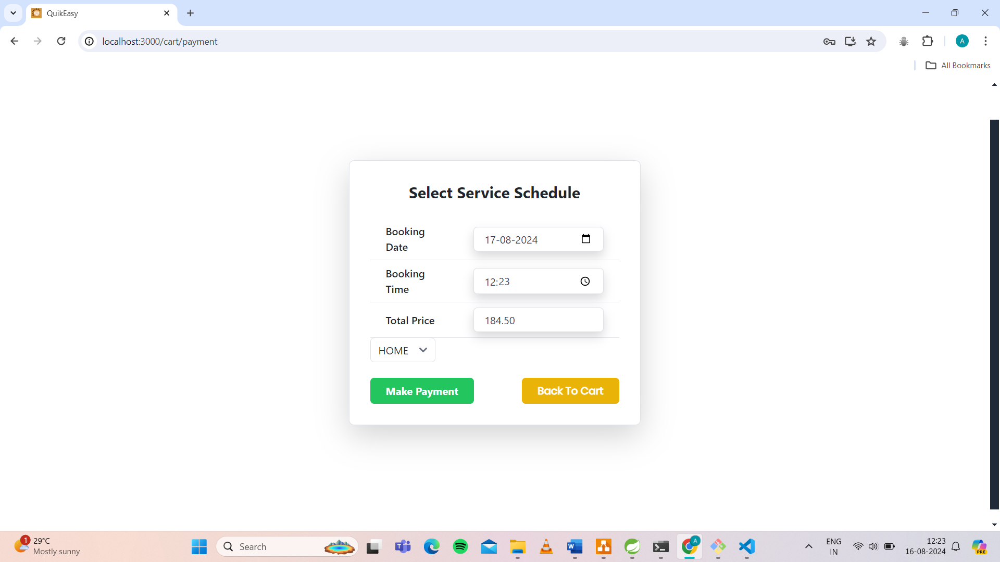 QuikEasy
localhost:3000/cart/payment
A
All Bookmarks
Select Service Schedule
Booking
Date
17-08-2024
Booking
Time
12:23
Total Price
184.50
HOME
Make Payment
Back To Cart
1
29°C
Mostly sunny
Search
T
W
A
ENG
IN
12:23
16-08-2024
PRE